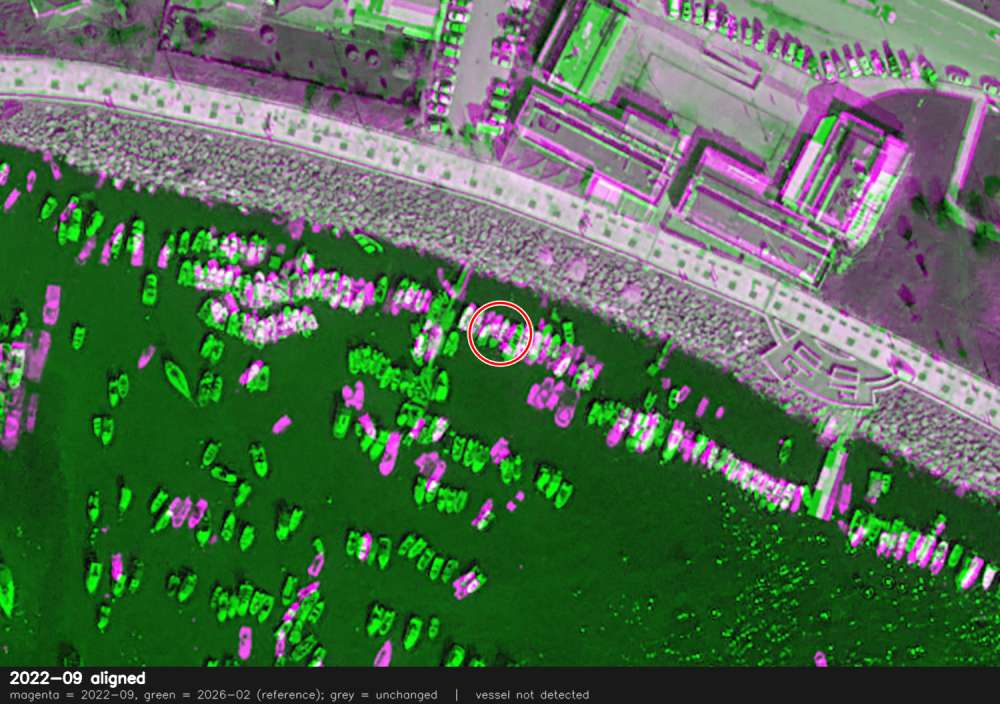 2022-09 aligned
magenta = 2022-09, green = 2026-02 (reference); grey = unchanged | vessel not detected